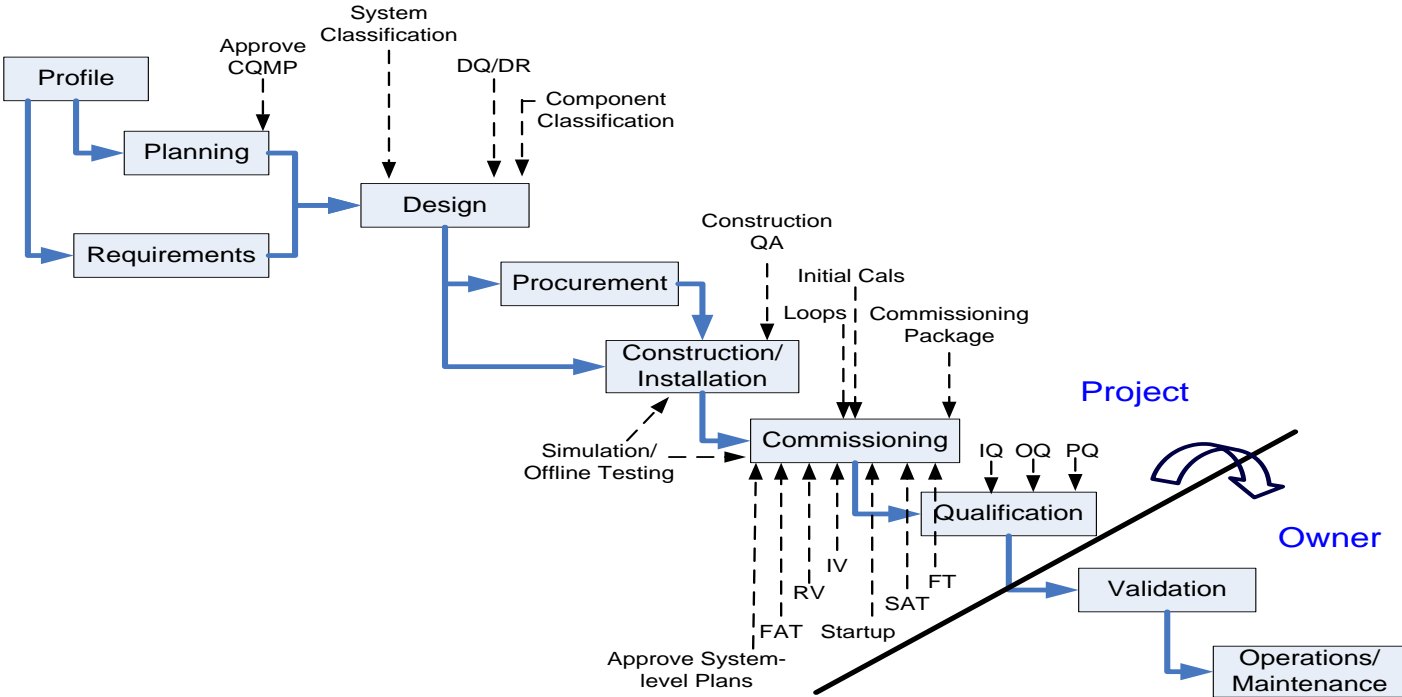 System
Classification
Approve
CQMP
DQ/DR
Profile
Component
Classification
Planning
Design
Construction
QA
Requirements
Procurement
Initial Cals
Loops
Commissioning
Package
Construction/
Installation
Project
Commissioning
Simulation/
Offline Testing
IQ
OQ
PQ
Qualification
Owner
IV
RV
FT
SAT
FAT
Startup
Validation
Approve System-
level Plans
Operations/
Maintenance